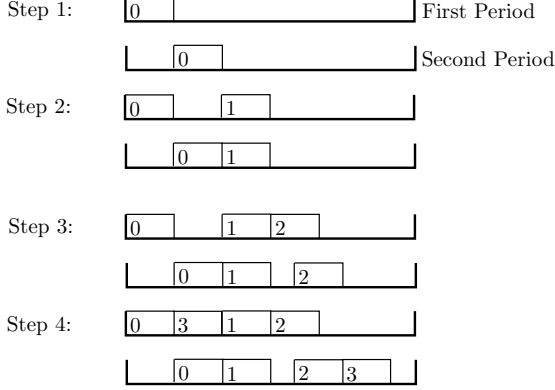 Step 1: 0 First Period
0 Second Period
Step 2: 0 1
0 1
Step 3: 0 1 2
0 1 2
Step 4: 0 3 1 2
0 1 2 3